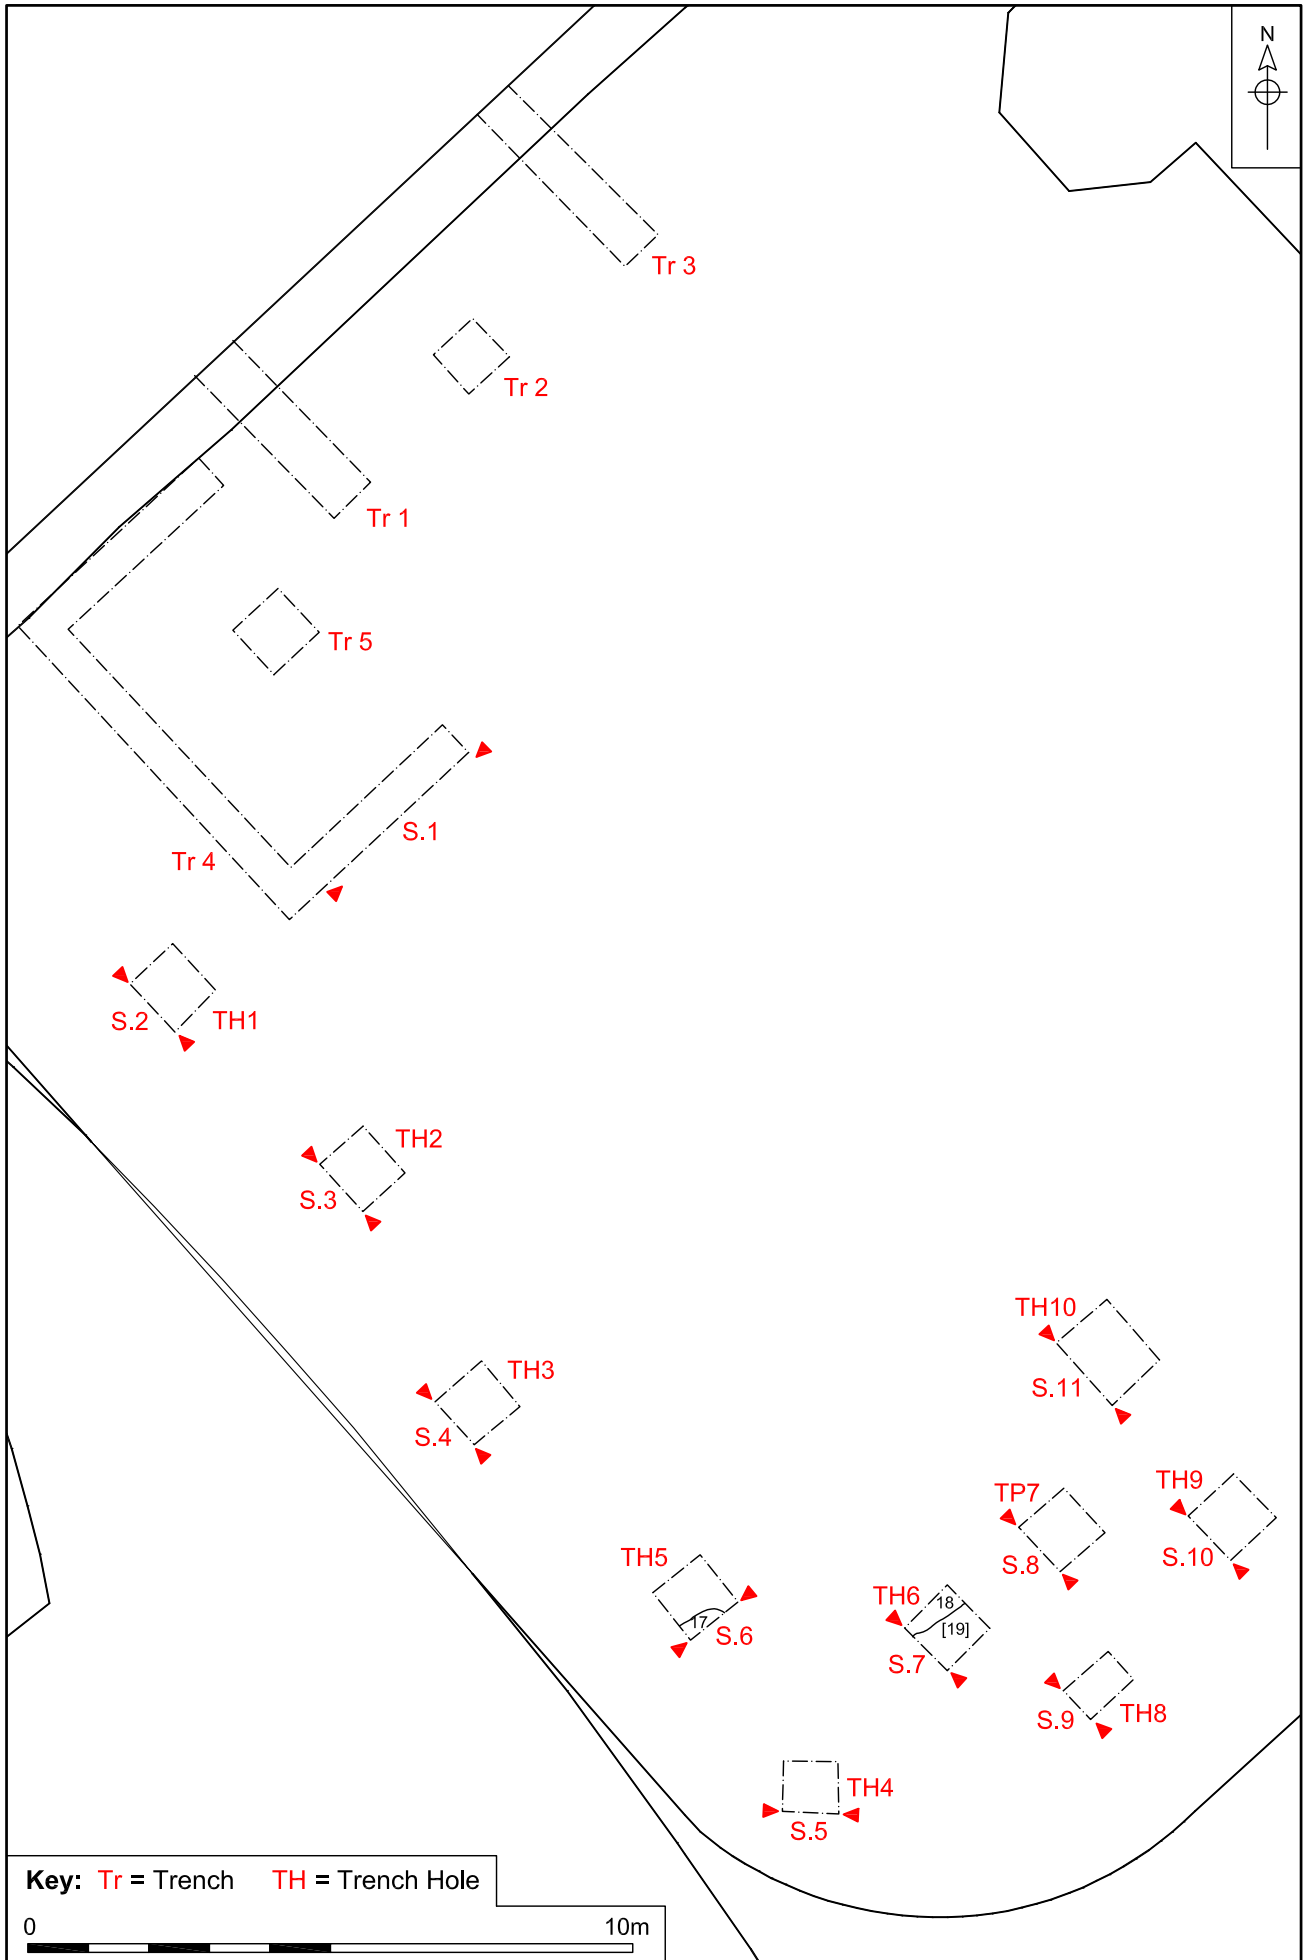 N
Tr 3
Tr 2
Tr 1
Tr 5
S.1
Tr 4
S.2
TH1
TH2
S.3
TH10
TH3
S.11
S.4
TH9
TP7
S.10
TH5
S.8
TH6
18
17
[19]
S.6
S.7
S.9
TH8
TH4
S.5
Key: Tr = Trench TH = Trench Hole
0 10m